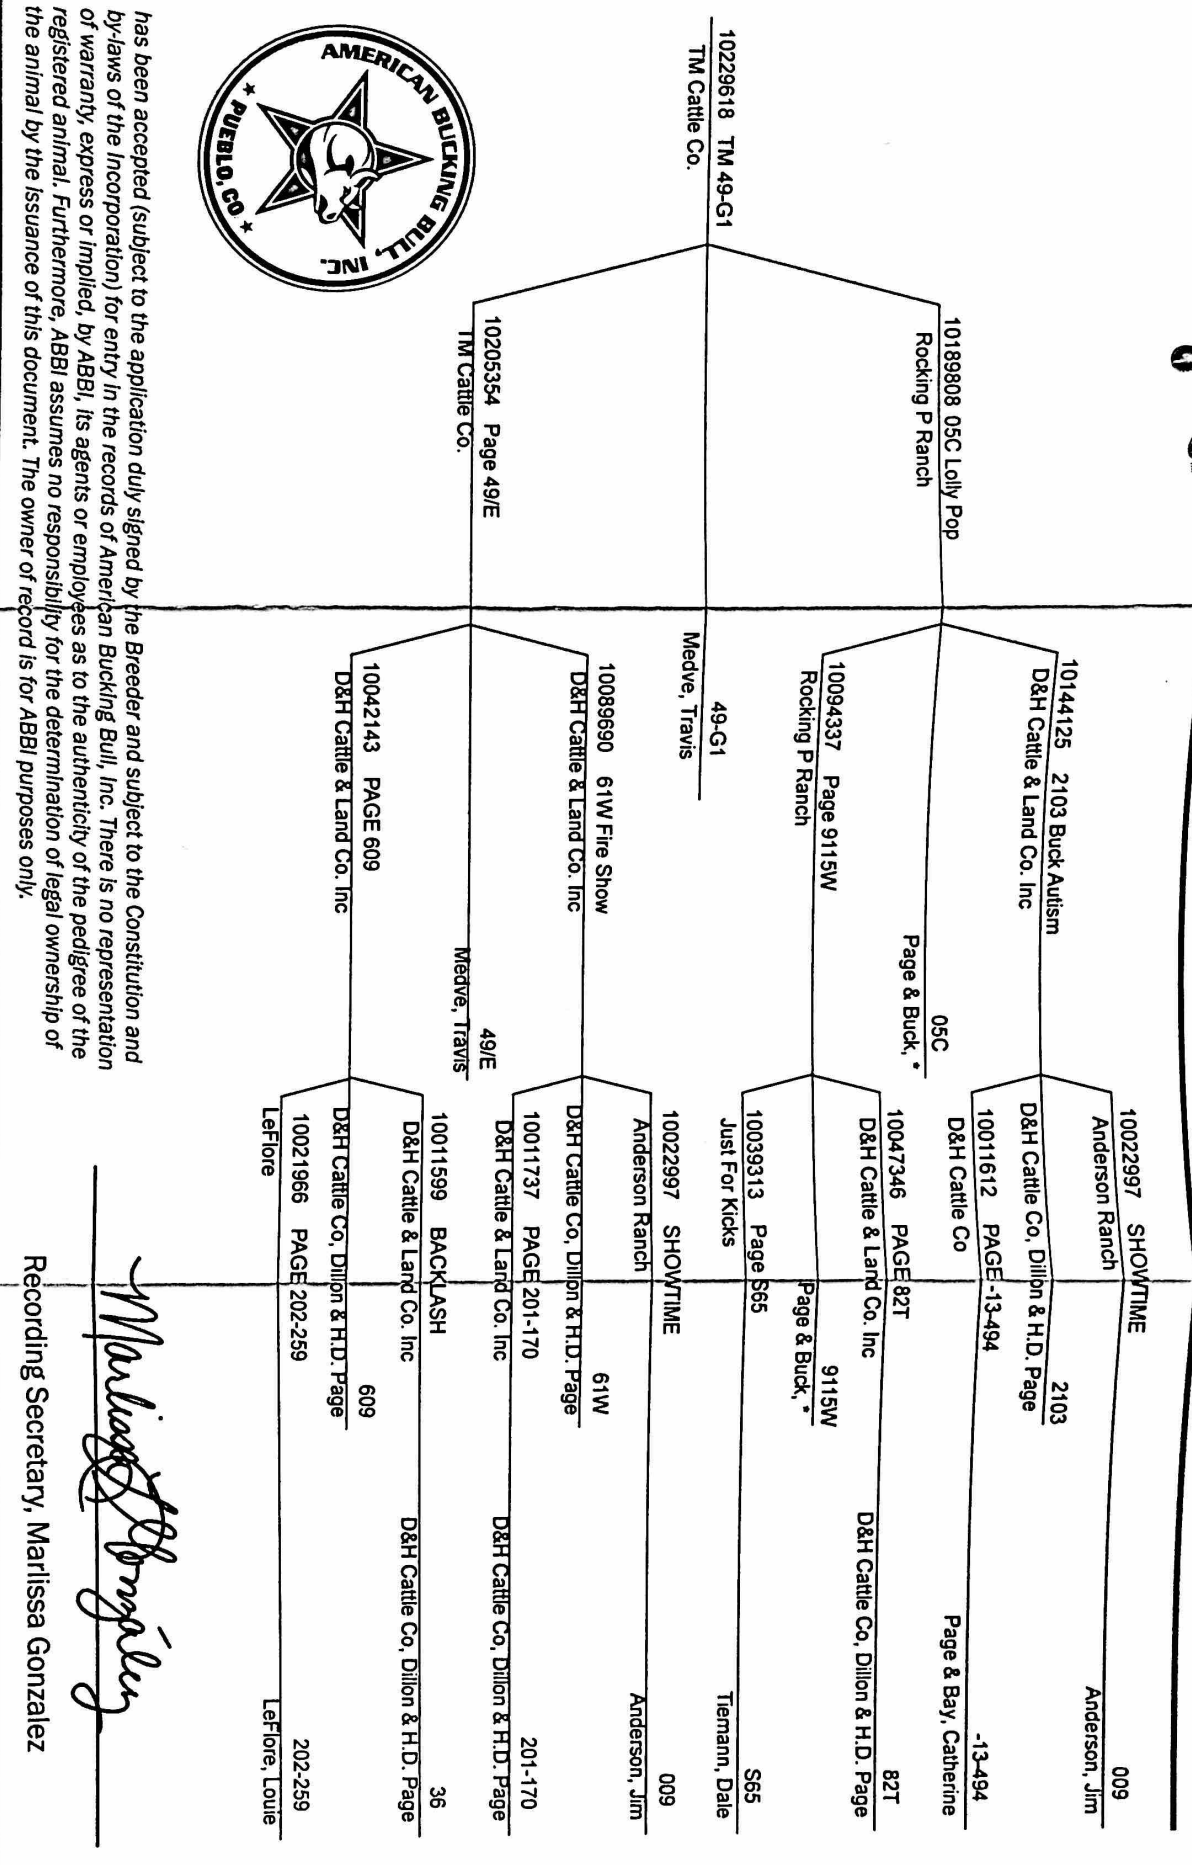 10022997 SHOWTIME 009
Anderson Ranch Anderson, Jim
10144125 2103 Buck Autism 2103
D&H Cattle & Land Co. Inc D&H Cattle Co, Dillon & H.D. Page
10011612 PAGE -13-494 -13-494
D&H Cattle Co Page & Bay, Catherine
10189808 05C Lolly Pop 05C
Rocking P Ranch Page & Buck, *
10047346 PAGE 82T 82T
D&H Cattle & Land Co. Inc D&H Cattle Co, Dillon & H.D. Page
10094337 Page 9115W 9115W
Rocking P Ranch Page & Buck, *
10039313 Page S65 S65
Just For Kicks Tiemann, Dale
10229618 TM 49-G1 49-G1
TM Cattle Co. Medve, Travis
10022997 SHOWTIME 009
Anderson Ranch Anderson, Jim
10089690 61W Fire Show 61W
D&H Cattle & Land Co. Inc D&H Cattle Co, Dillon & H.D. Page
10011737 PAGE 201-170 201-170
D&H Cattle & Land Co. Inc D&H Cattle Co, Dillon & H.D. Page
10205354 Page 49/E 49/E
TM Cattle Co. Medve, Travis
10011599 BACKLASH 36
D&H Cattle & Land Co. Inc D&H Cattle Co, Dillon & H.D. Page
10042143 PAGE 609 609
D&H Cattle & Land Co. Inc D&H Cattle Co, Dillon & H.D. Page
10021966 PAGE 202-259 202-259
LeFlore LeFlore, Louie
AMERICAN BUCKING BULL, INC.
PUEBLO, CO
has been accepted (subject to the application duly signed by the Breeder and subject to the Constitution and
by-laws of the Incorporation) for entry in the records of American Bucking Bull, Inc. There is no representation
of warranty, express or implied, by ABBI, its agents or employees as to the authenticity of the pedigree of the
registered animal. Furthermore, ABBI assumes no responsibility for the determination of legal ownership of
the animal by the issuance of this document. The owner of record is for ABBI purposes only.
Marlissa Gonzalez
Recording Secretary, Marlissa Gonzalez